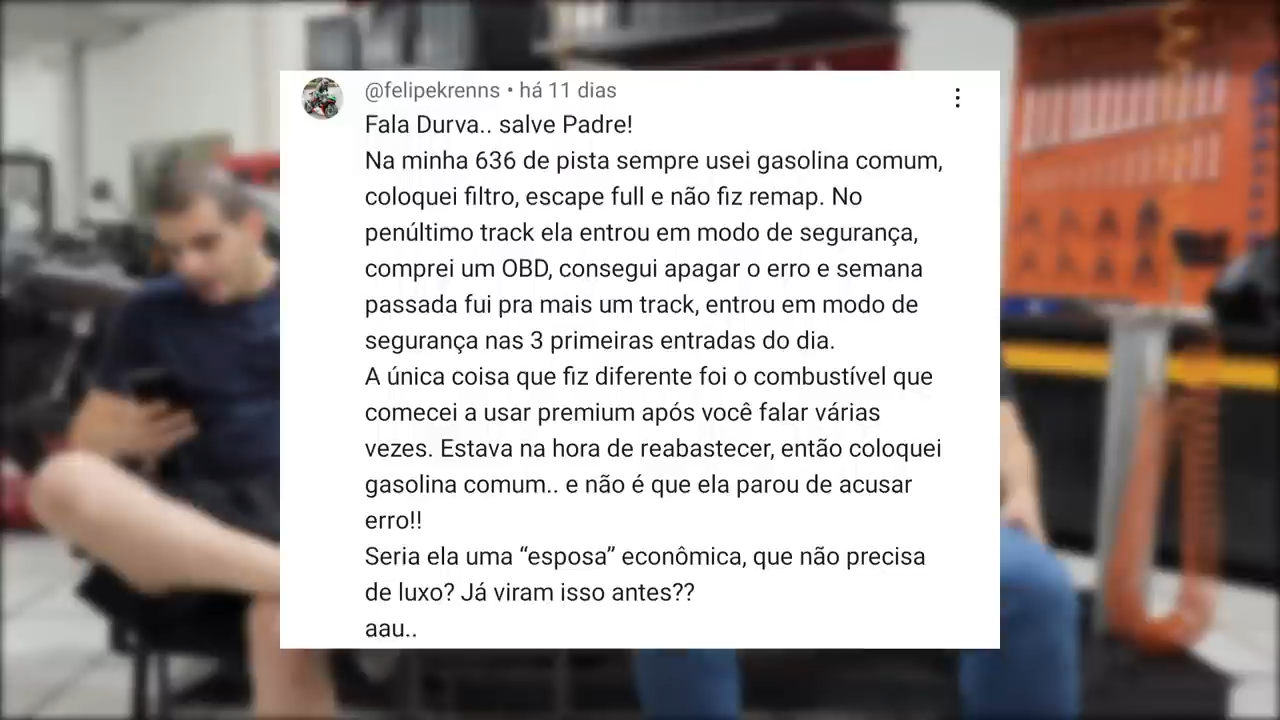 @felipekrenns • há 11 dias
Fala Durva.. salve Padre!
Na minha 636 de pista sempre usei gasolina comum,
coloquei filtro, escape full e não fiz remap. No
penúltimo track ela entrou em modo de segurança,
comprei um OBD, consegui apagar o erro e semana
passada fui pra mais um track, entrou em modo de
segurança nas 3 primeiras entradas do dia.
A única coisa que fiz diferente foi o combustível que
comecei a usar premium após você falar várias
vezes. Estava na hora de reabastecer, então coloquei
gasolina comum.. e não é que ela parou de acusar
erro!!
Seria ela uma “esposa” econômica, que não precisa
de luxo? Já viram isso antes??
aau..